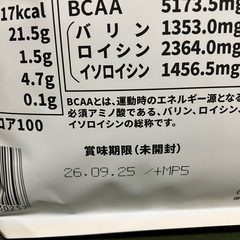 17kcal
21.5g
1.5g
4.7g
0.1g
コア100
BCAA 5173.5mg
バリン 1353.0mg
ロイシン 2364.0mg
イソロイシン 1456.5mg
BCAAとは、運動時のエネルギー源となる
必須アミノ酸である、バリン、ロイシン、
イソロイシンの総称です。
賞味期限(未開封)
26.09.25 /+MP5